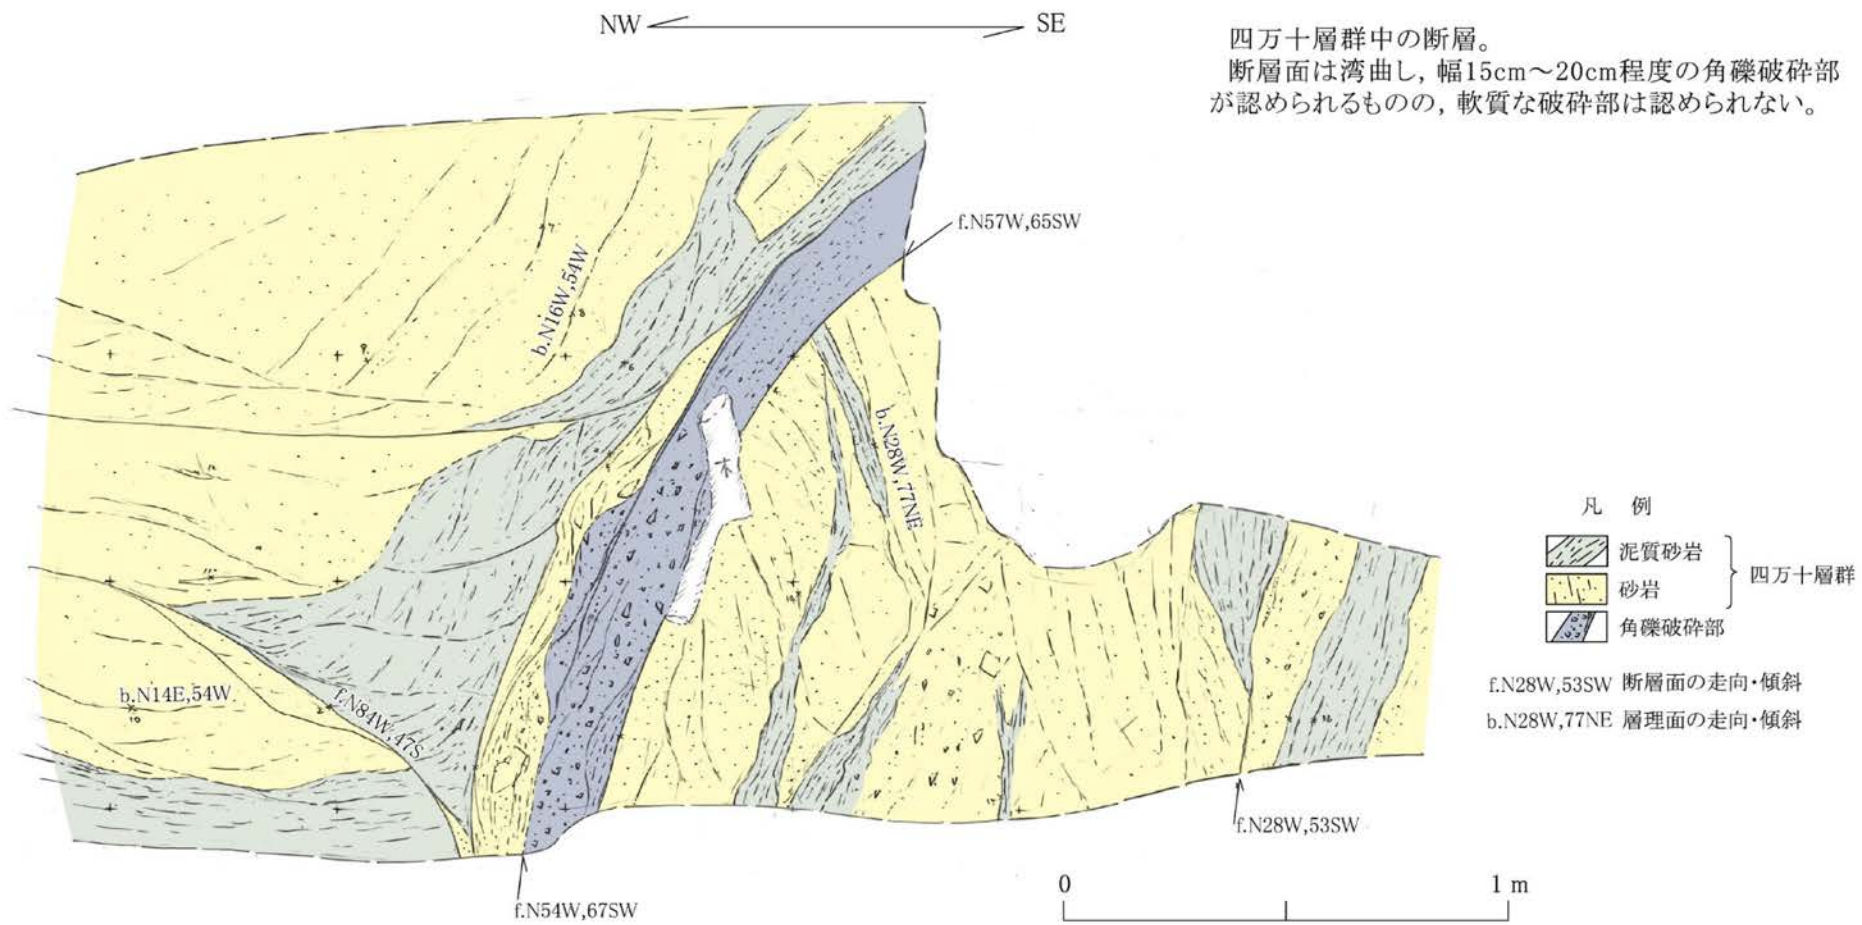 NW SE
四万十層群中の断層。
断層面は湾曲し，幅15cm～20cm程度の角礫破砕部
が認められるものの，軟質な破砕部は認められない。
f.N57W,65SW
b.N16W,54W
b.N28W,77NE
木
b.N14E,54W
f.N84W,47S
f.N54W,67SW
f.N28W,53SW
凡 例
泥質砂岩
砂岩
四万十層群
角礫破砕部
f.N28W,53SW 断層面の走向・傾斜
b.N28W,77NE 層理面の走向・傾斜
0 1 m